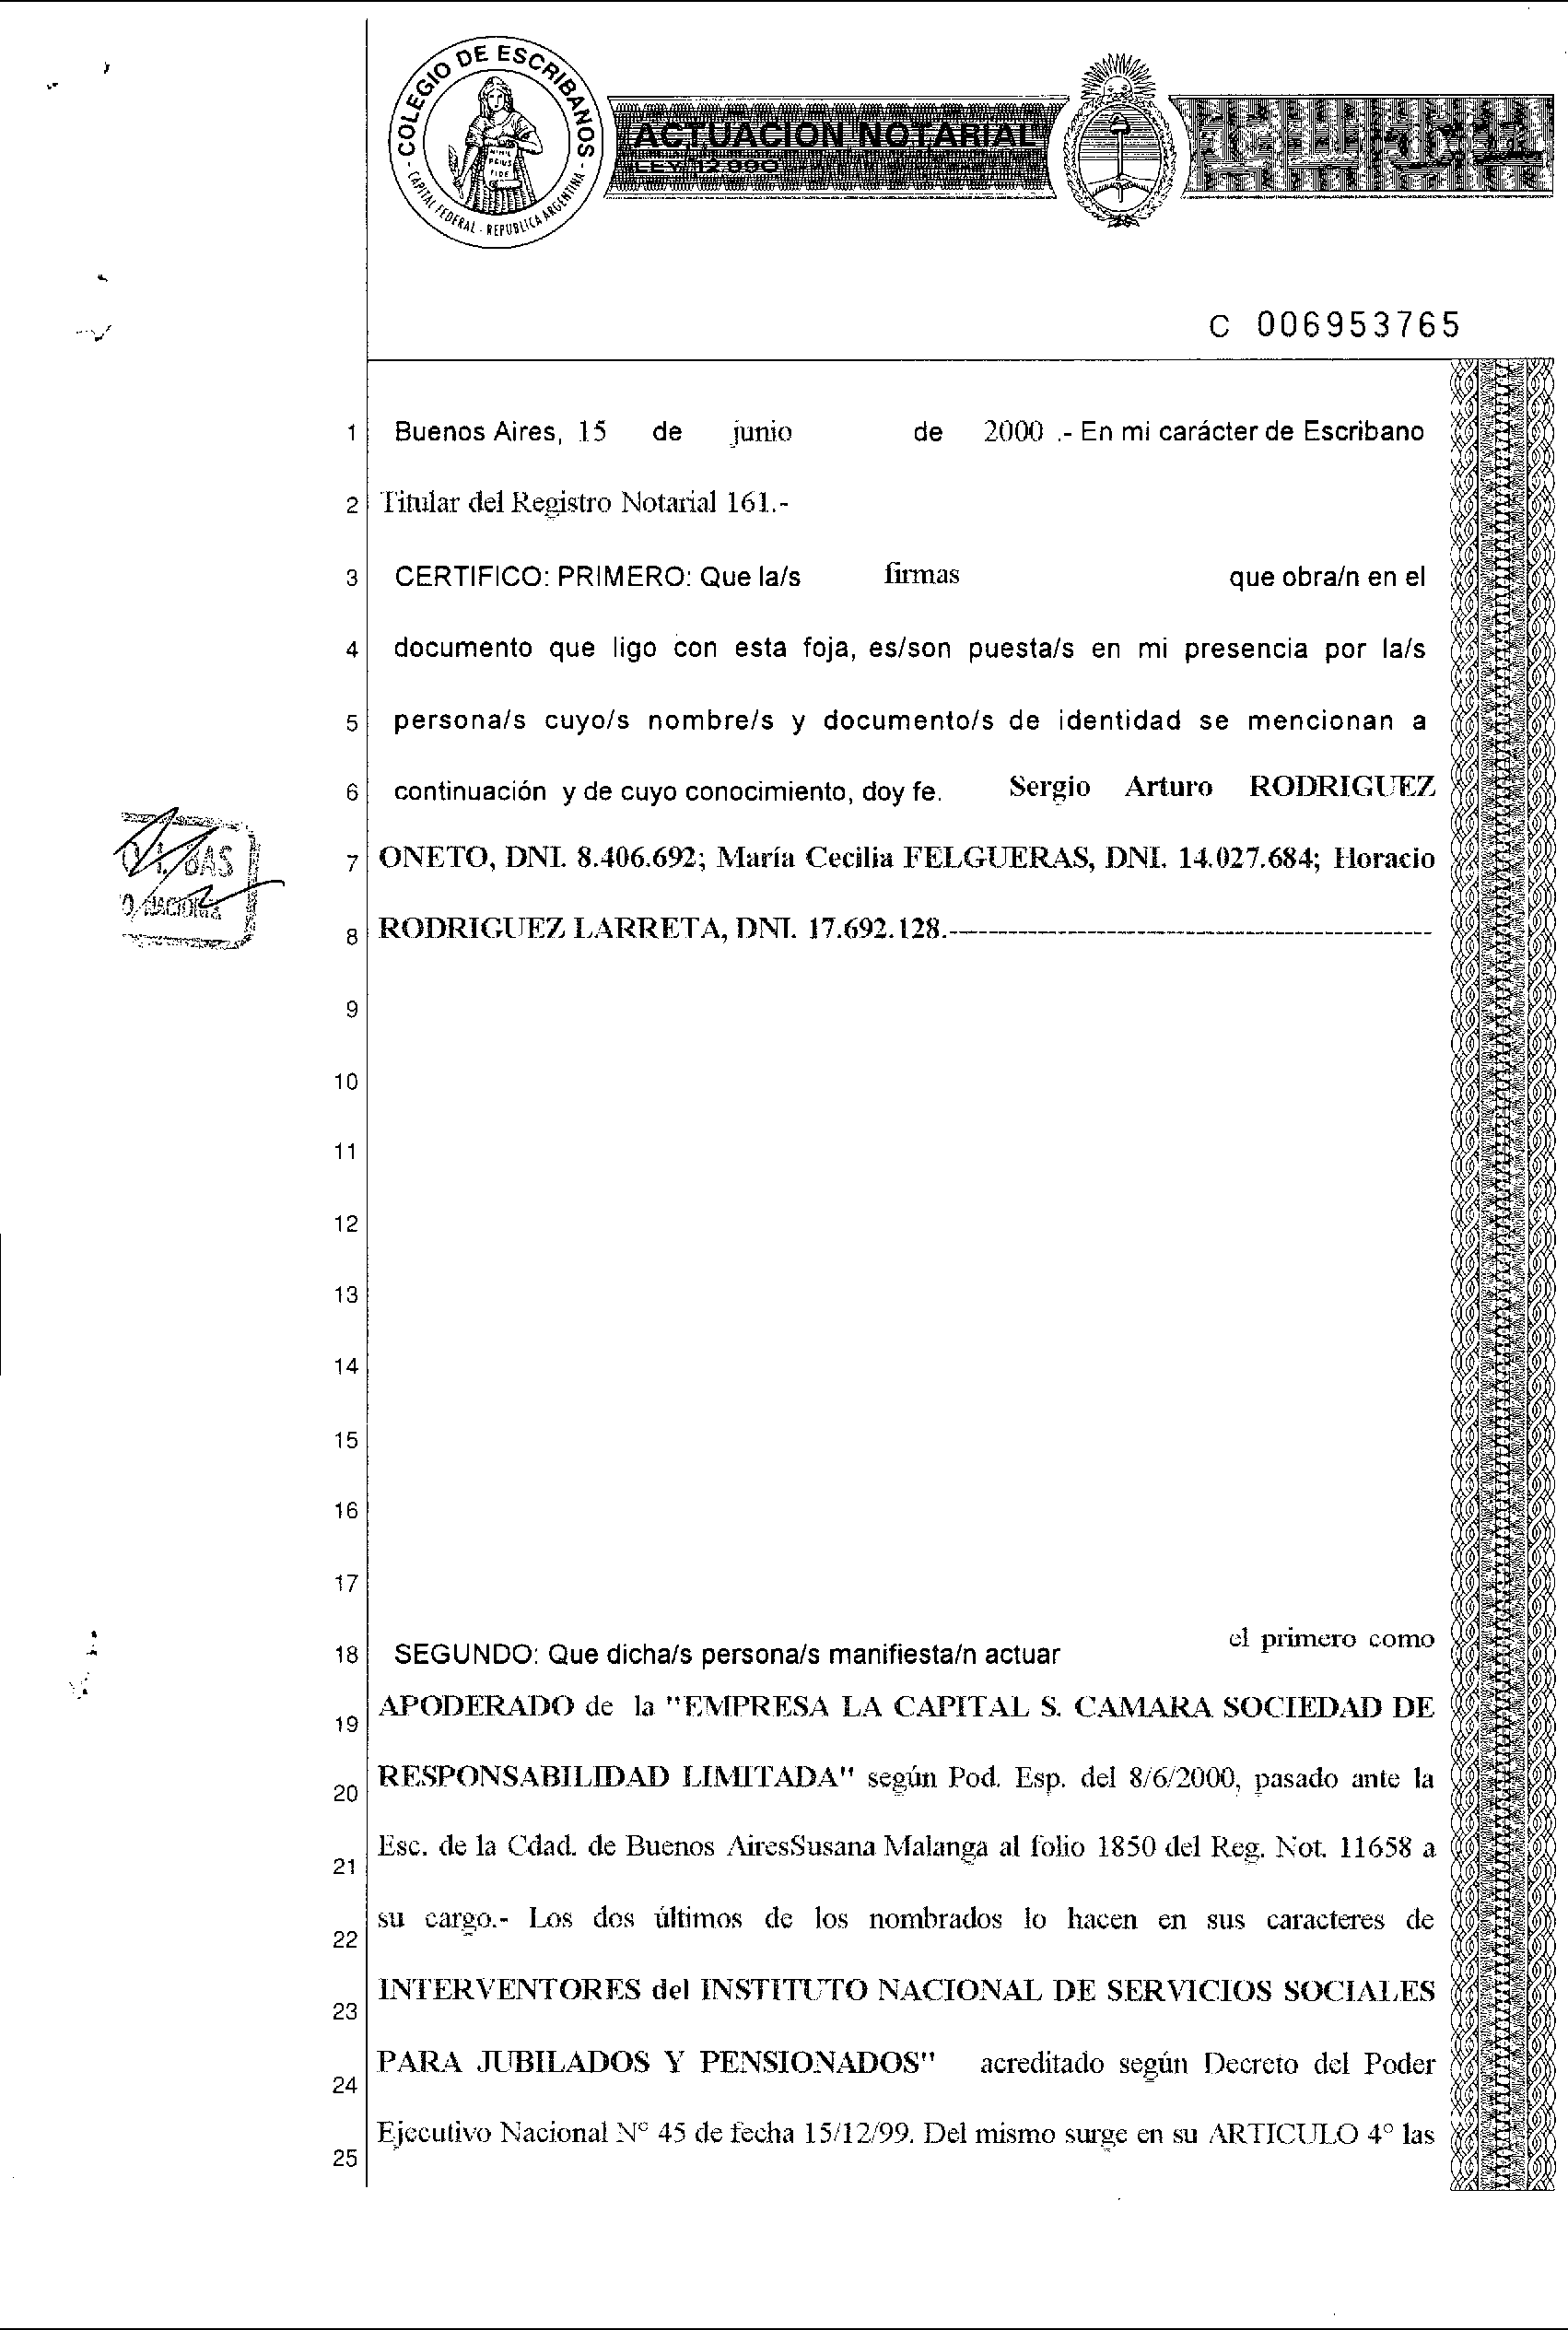 COLEGIO DE ESCRIBANOS
- CAPITAL FEDERAL - REPUBLICA ARGENTINA -
ACTUACION NOTARIAL
LEY 12.990
C 006953765
1 Buenos Aires, 15 de junio de 2000 .- En mi carácter de Escribano
2 Titular del Registro Notarial 161.-
3 CERTIFICO: PRIMERO: Que la/s firmas que obra/n en el
4 documento que ligo con esta foja, es/son puesta/s en mi presencia por la/s
5 persona/s cuyo/s nombre/s y documento/s de identidad se mencionan a
6 continuación y de cuyo conocimiento, doy fe. Sergio Arturo RODRIGUEZ
7 ONETO, DNI. 8.406.692; María Cecilia FELGUERAS, DNI. 14.027.684; Horacio
8 RODRIGUEZ LARRETA, DNI. 17.692.128.-----------------------------------------------
9
10
11
12
13
14
15
16
17
18 SEGUNDO: Que dicha/s persona/s manifiesta/n actuar el primero como
19 APODERADO de la "EMPRESA LA CAPITAL S. CAMARA SOCIEDAD DE
20 RESPONSABILIDAD LIMITADA" según Pod. Esp. del 8/6/2000, pasado ante la
21 Esc. de la Cdad. de Buenos AiresSusana Malanga al folio 1850 del Reg. Not. 11658 a
22 su cargo.- Los dos últimos de los nombrados lo hacen en sus caracteres de
23 INTERVENTORES del INSTITUTO NACIONAL DE SERVICIOS SOCIALES
24 PARA JUBILADOS Y PENSIONADOS" acreditado según Decreto del Poder
25 Ejecutivo Nacional N° 45 de fecha 15/12/99. Del mismo surge en su ARTICULO 4° las